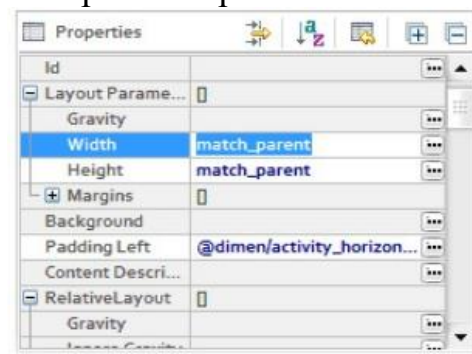 Properties
Id
Layout Parame... []
Gravity
Width match_parent
Height match_parent
Margins []
Background
Padding Left @dimen/activity_horizon...
Content Descri...
RelativeLayout []
Gravity